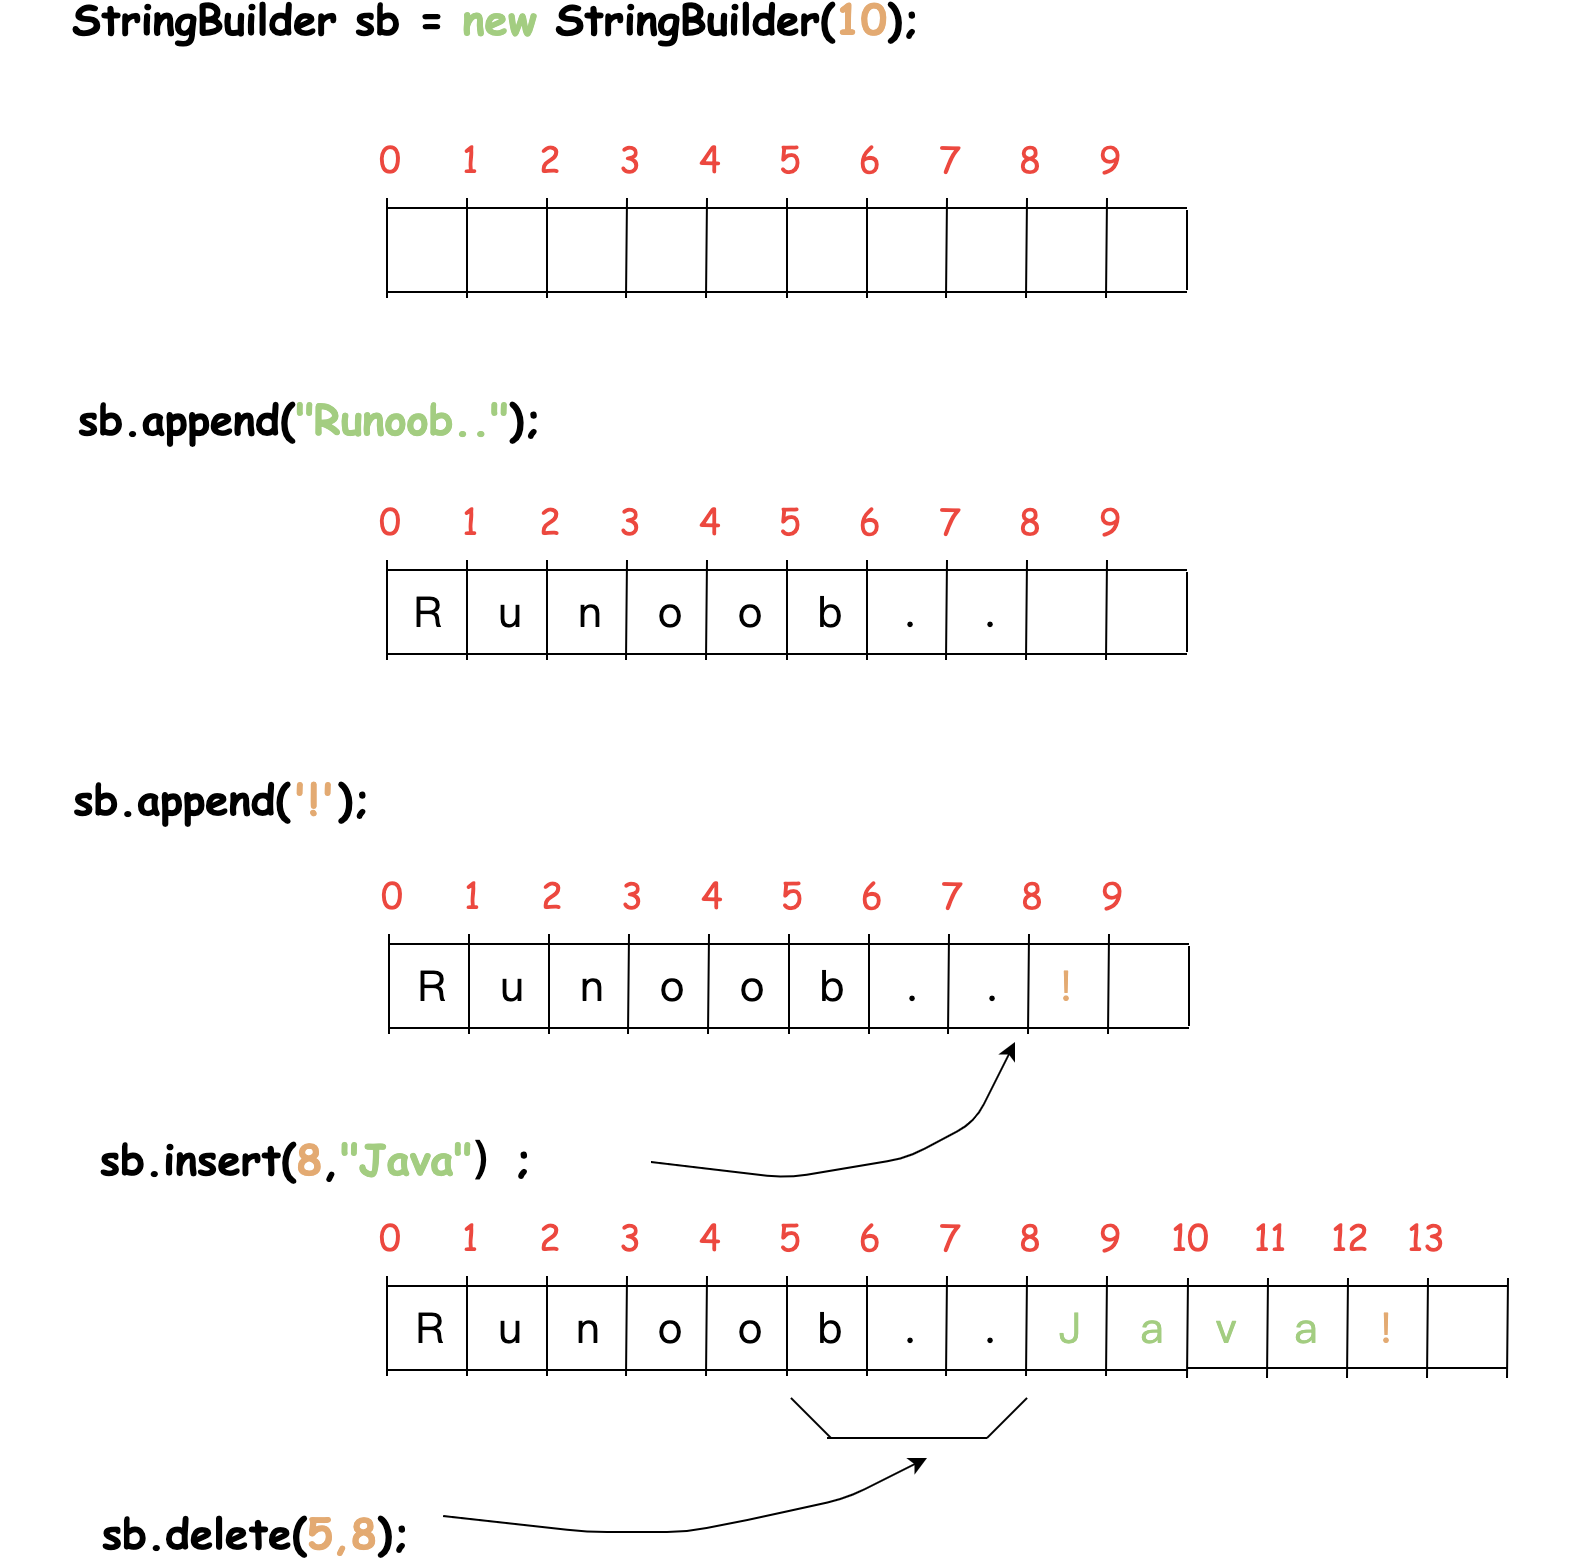 StringBuilder sb = new StringBuilder(10);
0 1 2 3 4 5 6 7 8 9
sb.append("Runoob..");
0 1 2 3 4 5 6 7 8 9
R u n o o b . .
sb.append('!');
0 1 2 3 4 5 6 7 8 9
R u n o o b . . !
sb.insert(8,"Java") ;
0 1 2 3 4 5 6 7 8 9 10 11 12 13
R u n o o b . . J a v a !
sb.delete(5,8);